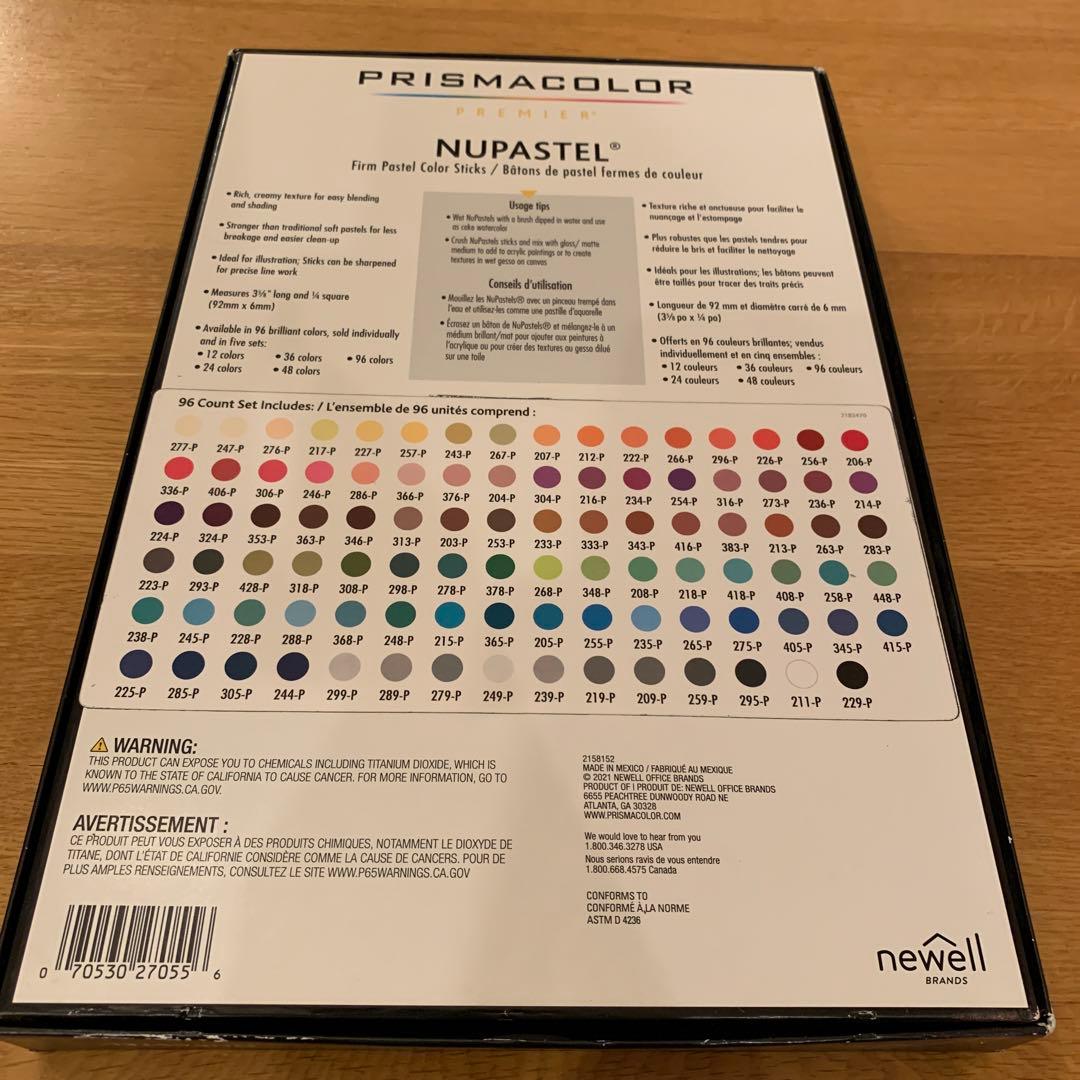 PRISMACOLOR
PREMIER®
NUPASTEL®
Firm Pastel Color Sticks / Bâtons de pastel fermes de couleur
• Rich, creamy texture for easy blending
and shading
• Stronger than traditional soft pastels for less
breakage and easier clean-up
• Ideal for illustration; Sticks can be sharpened
for precise line work
• Measures 3⅝" long and ¼ square
(92mm x 6mm)
• Available in 96 brilliant colors, sold individually
and in five sets:
• 12 colors • 36 colors • 96 colors
• 24 colors • 48 colors
Usage tips
• Wet NuPastels with a brush dipped in water and use
as cake watercolor
• Crush NuPastels sticks and mix with gloss/ matte
medium to add to acrylic paintings or to create
textures in wet gesso on canvas
Conseils d'utilisation
• Mouillez les NuPastels® avec un pinceau trempé dans
l'eau et utilisez-les comme une pastille d'aquarelle
• Écrasez un bâton de NuPastels® et mélangez-le à un
médium brillant/mat pour ajouter aux peintures à
l'acrylique ou pour créer des textures au gesso dilué
sur une toile
• Texture riche et onctueuse pour faciliter le
nuançage et l'estompage
• Plus robustes que les pastels tendres pour
réduire le bris et faciliter le nettoyage
• Idéals pour les illustrations; les bâtons peuvent
être taillés pour tracer des traits précis
• Longueur de 92 mm et diamètre carré de 6 mm
(3⅝ po x ¼ po)
• Offerts en 96 couleurs brillantes; vendus
individuellement et en cinq ensembles :
• 12 couleurs • 36 couleurs • 96 couleurs
• 24 couleurs • 48 couleurs
96 Count Set Includes: / L'ensemble de 96 unités comprend :
2185470
277-P 247-P 276-P 217-P 227-P 257-P 243-P 267-P 207-P 212-P 222-P 266-P 296-P 226-P 256-P 206-P
336-P 406-P 306-P 246-P 286-P 366-P 376-P 204-P 304-P 216-P 234-P 254-P 316-P 273-P 236-P 214-P
224-P 324-P 353-P 363-P 346-P 313-P 203-P 253-P 233-P 333-P 343-P 416-P 383-P 213-P 263-P 283-P
223-P 293-P 428-P 318-P 308-P 298-P 278-P 378-P 268-P 348-P 208-P 218-P 418-P 408-P 258-P 448-P
238-P 245-P 228-P 288-P 368-P 248-P 215-P 365-P 205-P 255-P 235-P 265-P 275-P 405-P 345-P 415-P
225-P 285-P 305-P 244-P 299-P 289-P 279-P 249-P 239-P 219-P 209-P 259-P 295-P 211-P 229-P
WARNING:
THIS PRODUCT CAN EXPOSE YOU TO CHEMICALS INCLUDING TITANIUM DIOXIDE, WHICH IS
KNOWN TO THE STATE OF CALIFORNIA TO CAUSE CANCER. FOR MORE INFORMATION, GO TO
WWW.P65WARNINGS.CA.GOV.
AVERTISSEMENT :
CE PRODUIT PEUT VOUS EXPOSER À DES PRODUITS CHIMIQUES, NOTAMMENT LE DIOXYDE DE
TITANE, DONT L'ÉTAT DE CALIFORNIE CONSIDÈRE COMME LA CAUSE DE CANCERS. POUR DE
PLUS AMPLES RENSEIGNEMENTS, CONSULTEZ LE SITE WWW.P65WARNINGS.CA.GOV
0 70530 27055 6
2158152
MADE IN MEXICO / FABRIQUÉ AU MEXIQUE
© 2021 NEWELL OFFICE BRANDS
PRODUCT OF I PRODUIT DE: NEWELL OFFICE BRANDS
6655 PEACHTREE DUNWOODY ROAD NE
ATLANTA, GA 30328
WWW.PRISMACOLOR.COM
We would love to hear from you
1.800.346.3278 USA
Nous serions ravis de vous entendre
1.800.668.4575 Canada
CONFORMS TO
CONFORMÉ À,LA NORME
ASTM D 4236
newell
BRANDS